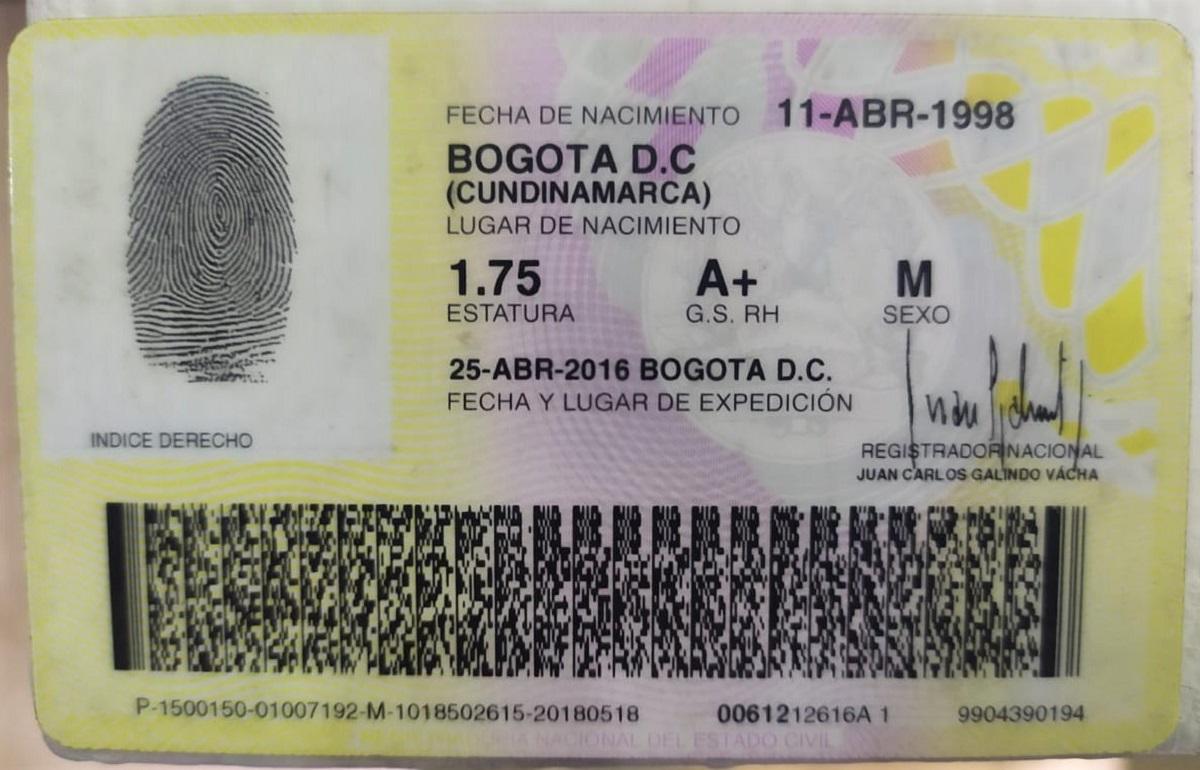 FECHA DE NACIMIENTO 11-ABR-1998
BOGOTA D.C
(CUNDINAMARCA)
LUGAR DE NACIMIENTO
1.75 A+ M
ESTATURA G.S. RH SEXO
25-ABR-2016 BOGOTA D.C.
FECHA Y LUGAR DE EXPEDICIÓN
INDICE DERECHO
REGISTRADOR NACIONAL
JUAN CARLOS GALINDO VÁCHA
P-1500150-01007192-M-1018502615-20180518 0061212616A 1 9904390194
REGISTRADURIA NACIONAL DEL ESTADO CIVIL